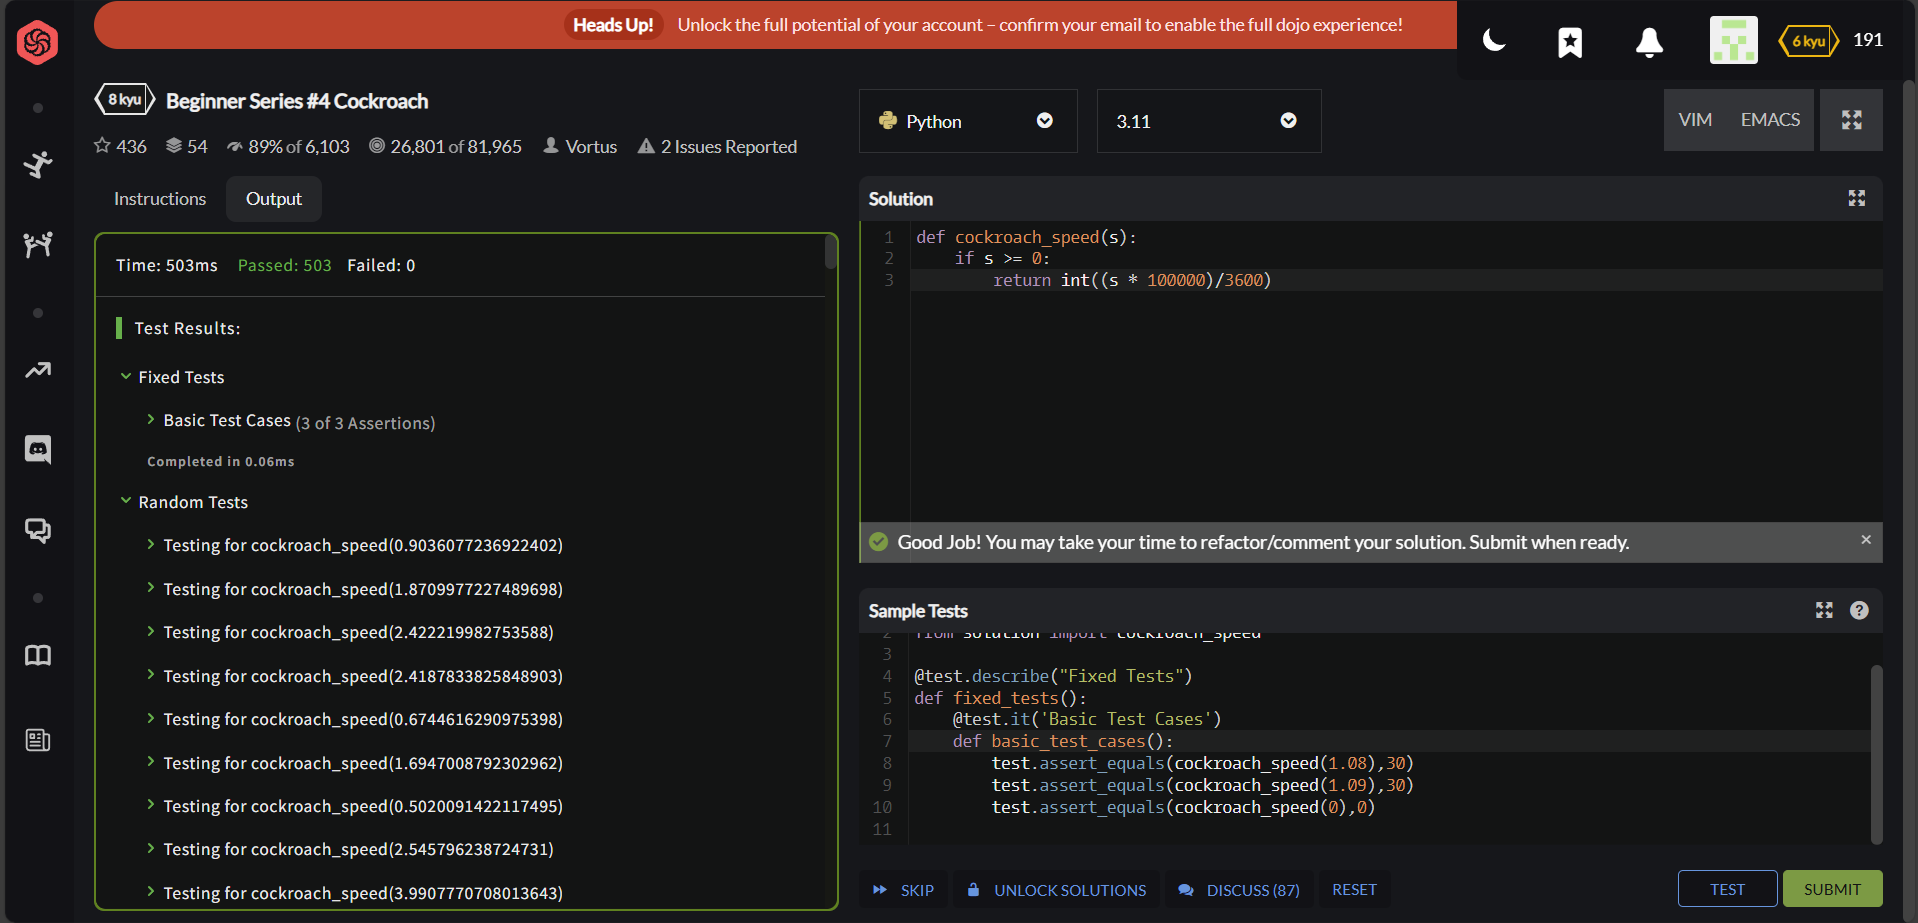 Heads Up! Unlock the full potential of your account – confirm your email to enable the full dojo experience!
6 kyu 191
8 kyu Beginner Series #4 Cockroach
436 54 89% of 6,103 26,801 of 81,965 Vortus 2 Issues Reported
Instructions Output
Time: 503ms Passed: 503 Failed: 0
Test Results:
Fixed Tests
Basic Test Cases (3 of 3 Assertions)
Completed in 0.06ms
Random Tests
Testing for cockroach_speed(0.9036077236922402)
Testing for cockroach_speed(1.8709977227489698)
Testing for cockroach_speed(2.422219982753588)
Testing for cockroach_speed(2.4187833825848903)
Testing for cockroach_speed(0.6744616290975398)
Testing for cockroach_speed(1.6947008792302962)
Testing for cockroach_speed(0.5020091422117495)
Testing for cockroach_speed(2.545796238724731)
Testing for cockroach_speed(3.9907770708013643)
Python 3.11 VIM EMACS
Solution
1 def cockroach_speed(s):
2     if s >= 0:
3         return int((s * 100000)/3600)
Good Job! You may take your time to refactor/comment your solution. Submit when ready. ×
Sample Tests ?
2 from solution import cockroach_speed
3
4 @test.describe("Fixed Tests")
5 def fixed_tests():
6     @test.it('Basic Test Cases')
7     def basic_test_cases():
8         test.assert_equals(cockroach_speed(1.08),30)
9         test.assert_equals(cockroach_speed(1.09),30)
10         test.assert_equals(cockroach_speed(0),0)
11
SKIP UNLOCK SOLUTIONS DISCUSS (87) RESET TEST SUBMIT